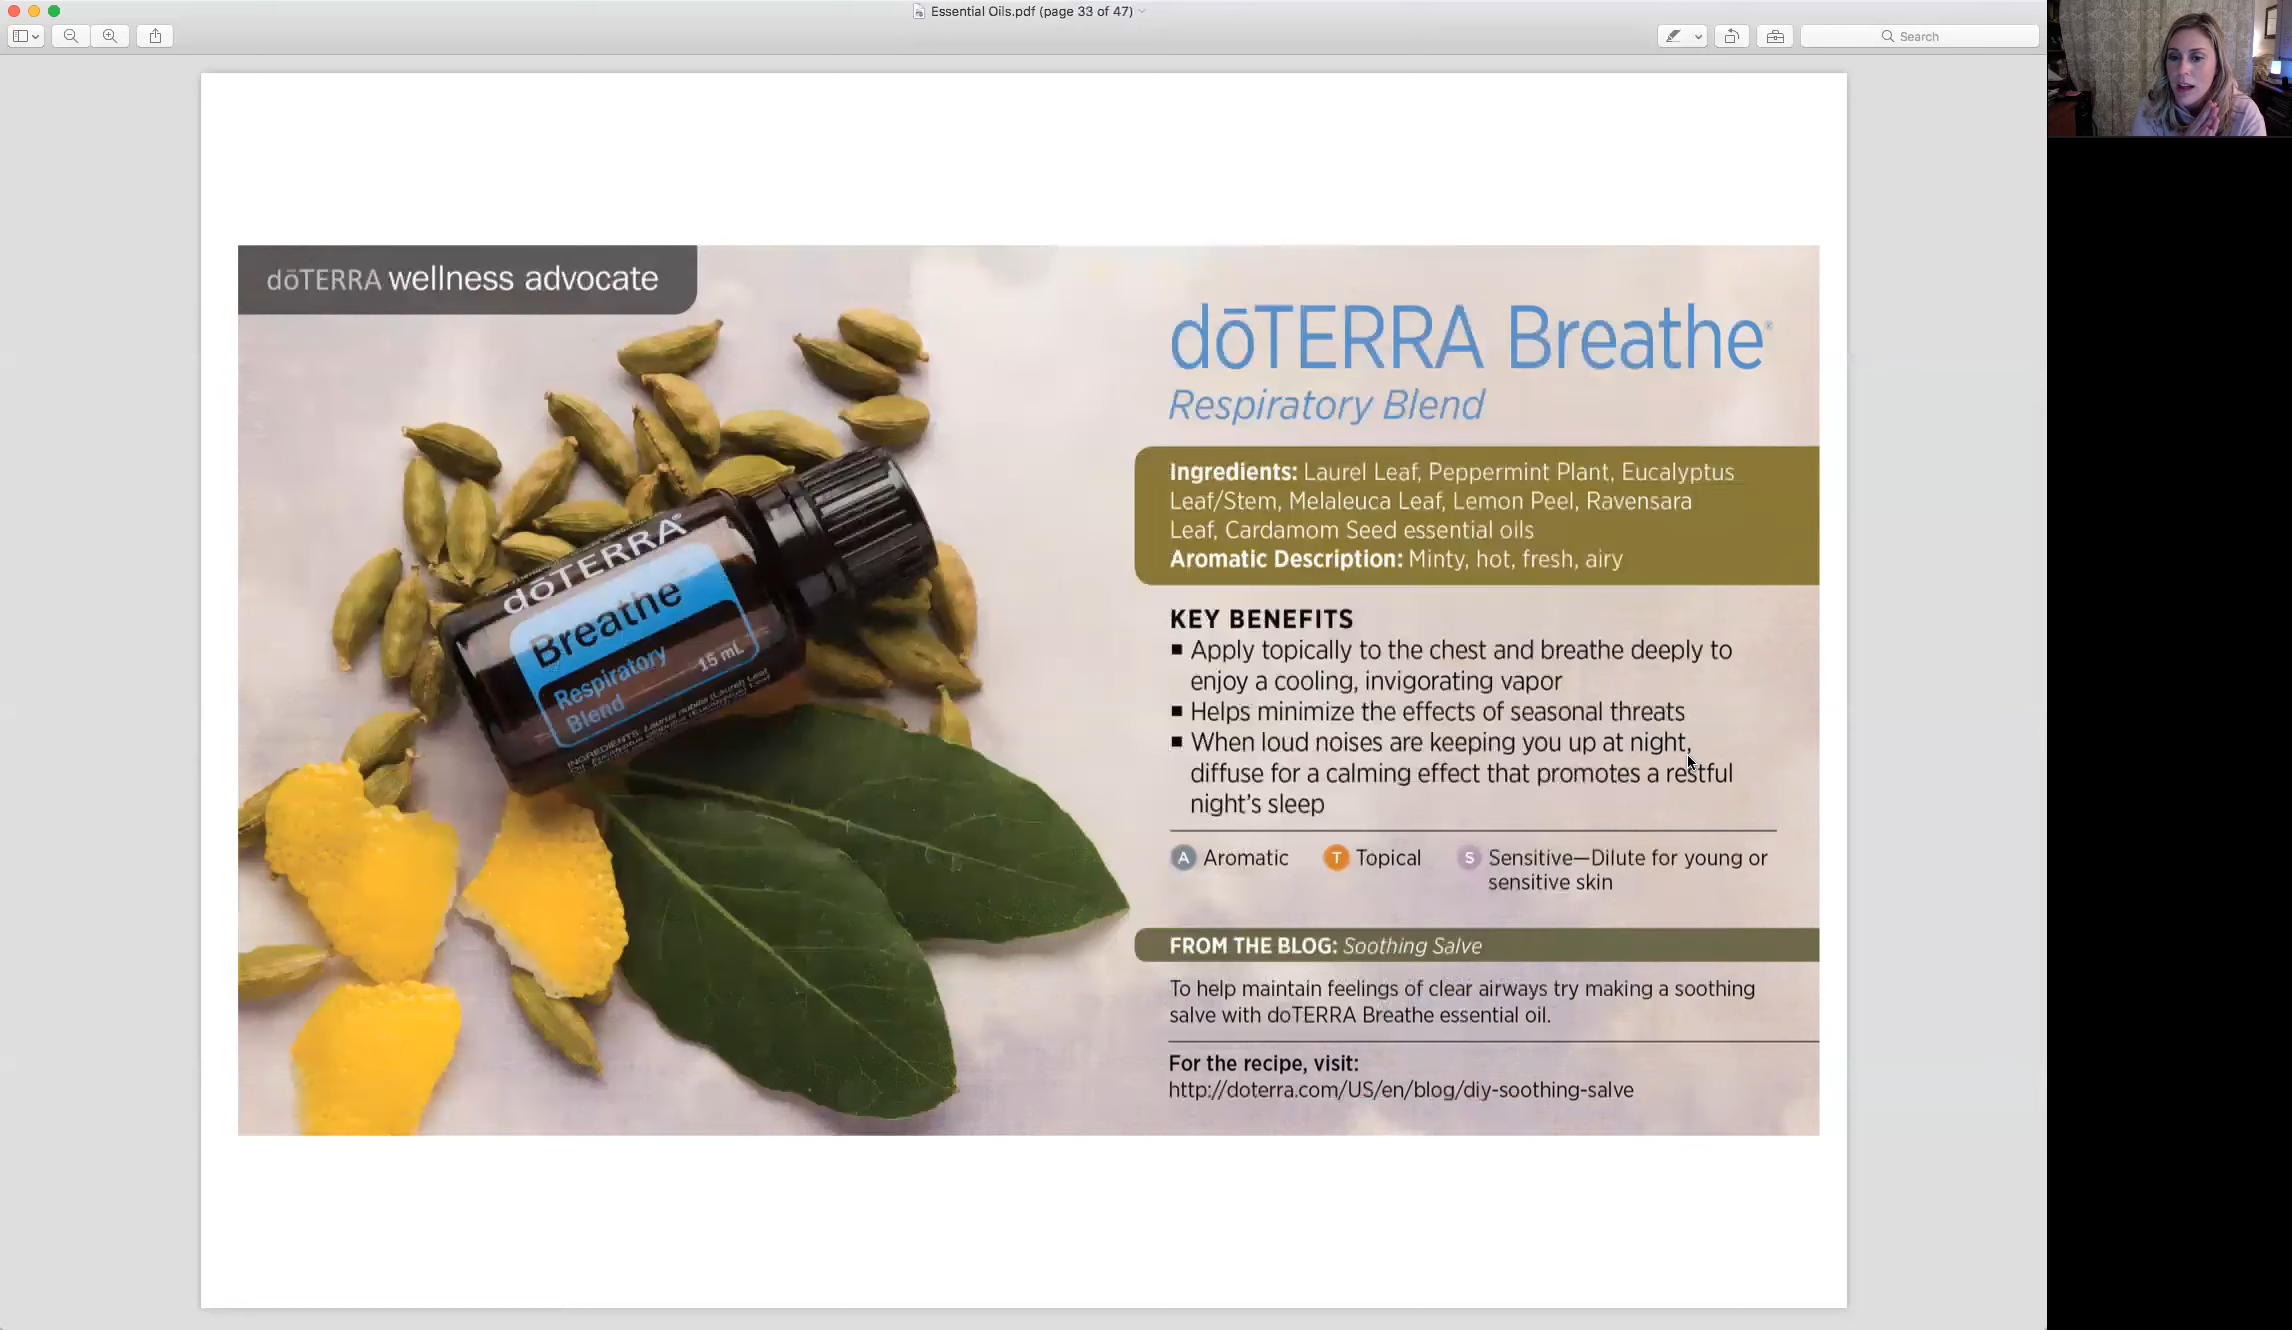 Essential Oils.pdf (page 33 of 47)
Search
dōTERRA wellness advocate
dōTERRA Breathe®
Respiratory Blend
Ingredients: Laurel Leaf, Peppermint Plant, Eucalyptus
Leaf/Stem, Melaleuca Leaf, Lemon Peel, Ravensara
Leaf, Cardamom Seed essential oils
Aromatic Description: Minty, hot, fresh, airy
dōTERRA®
Breathe
Respiratory
Blend
15 mL
KEY BENEFITS
▪ Apply topically to the chest and breathe deeply to
enjoy a cooling, invigorating vapor
▪ Helps minimize the effects of seasonal threats
▪ When loud noises are keeping you up at night,
diffuse for a calming effect that promotes a restful
night's sleep
A Aromatic T Topical S Sensitive—Dilute for young or
sensitive skin
FROM THE BLOG: Soothing Salve
To help maintain feelings of clear airways try making a soothing
salve with doTERRA Breathe essential oil.
For the recipe, visit:
http://doterra.com/US/en/blog/diy-soothing-salve